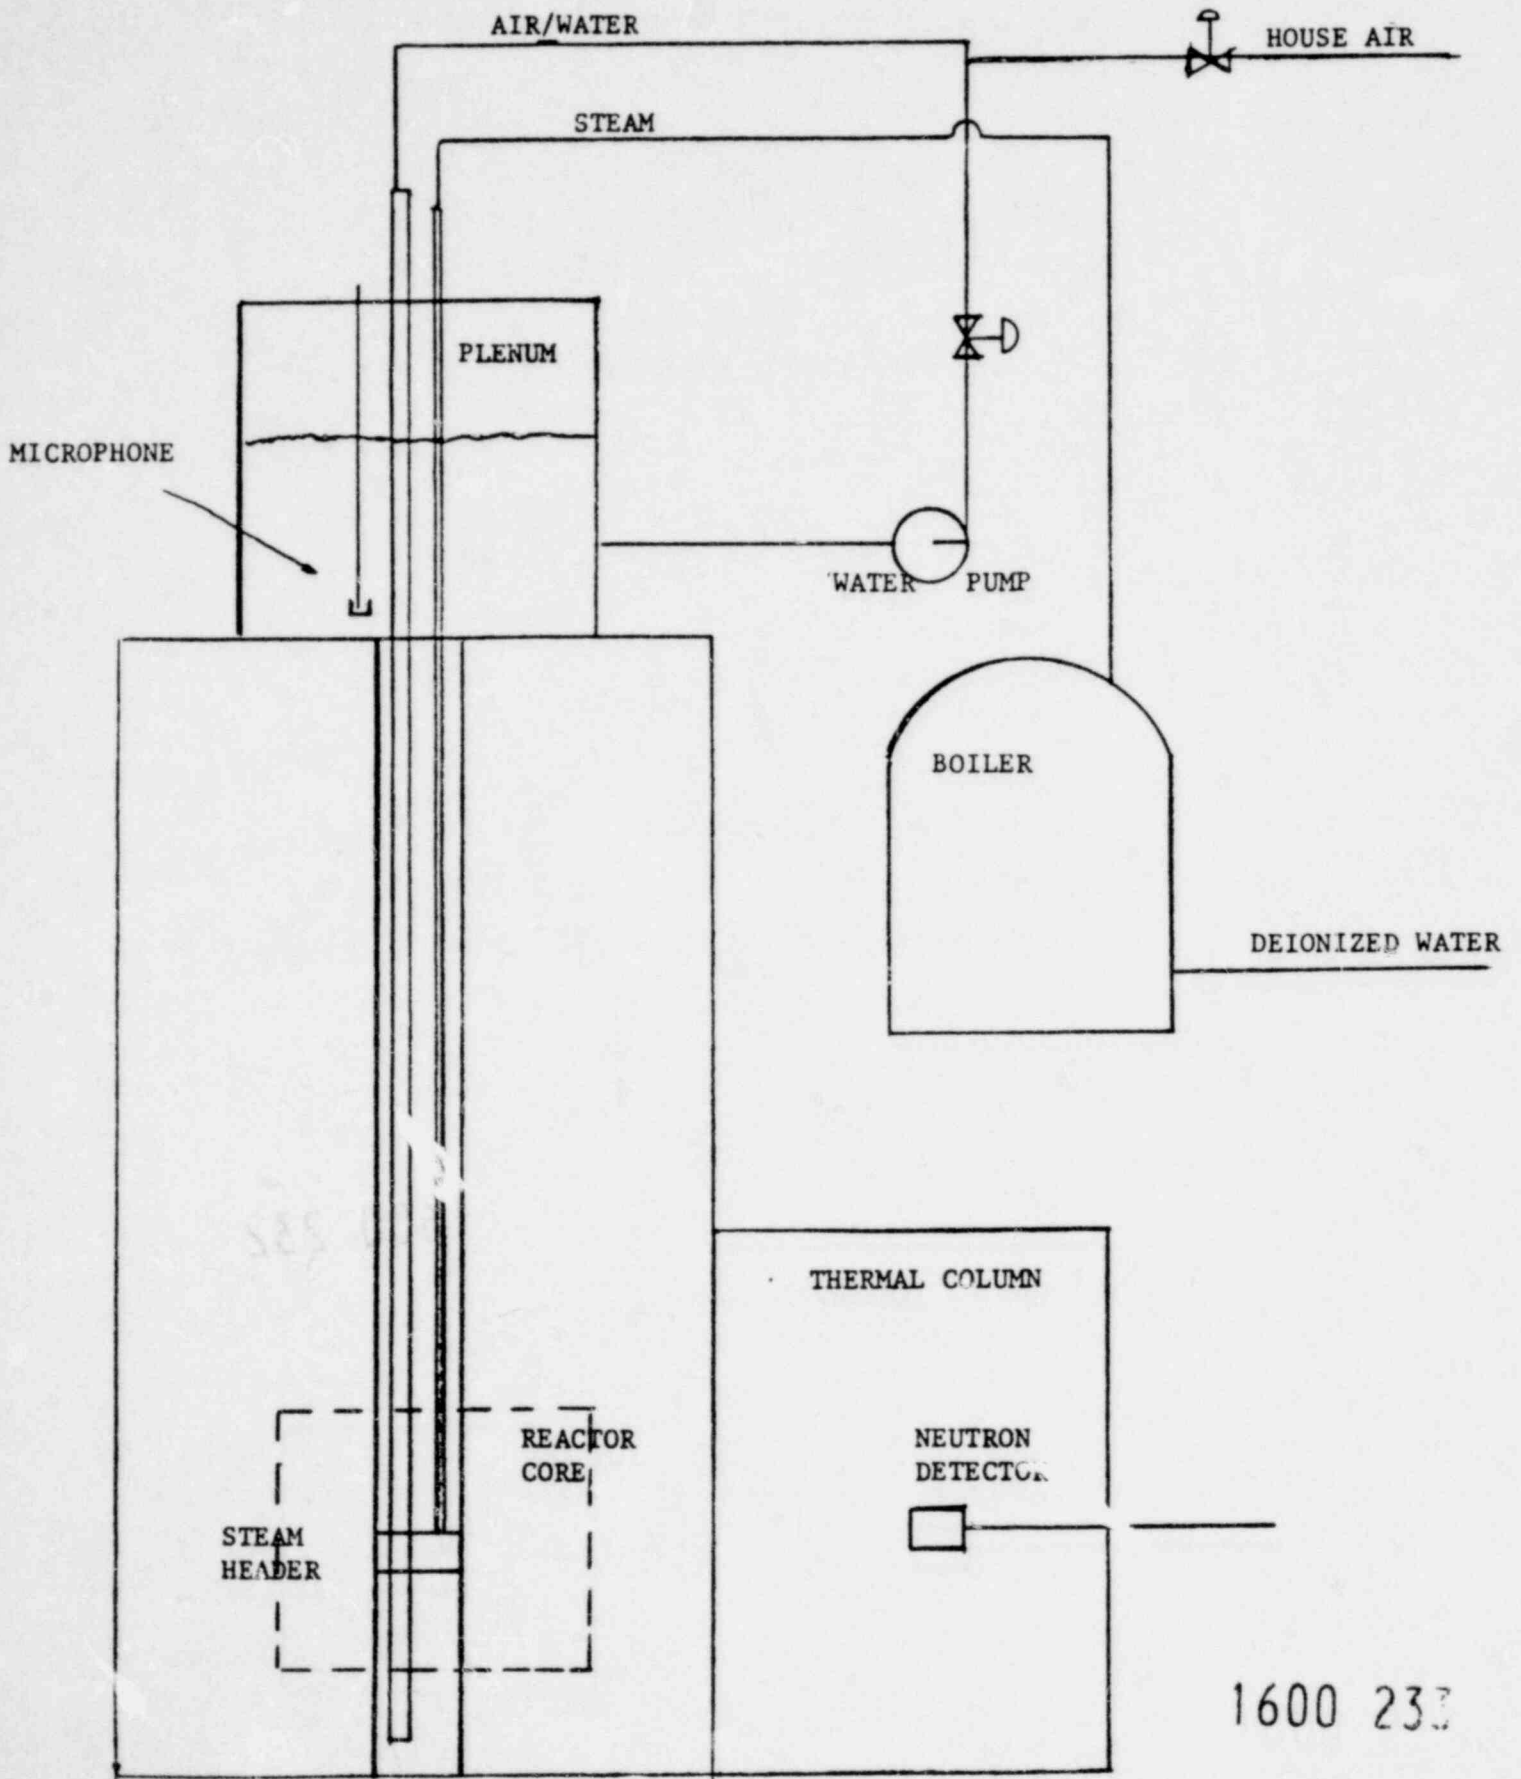 AIR/WATER
HOUSE AIR
STEAM
PLENUM
MICROPHONE
WATER PUMP
BOILER
DEIONIZED WATER
THERMAL COLUMN
REACTOR
CORE
NEUTRON
STEAM
HEADER
1600